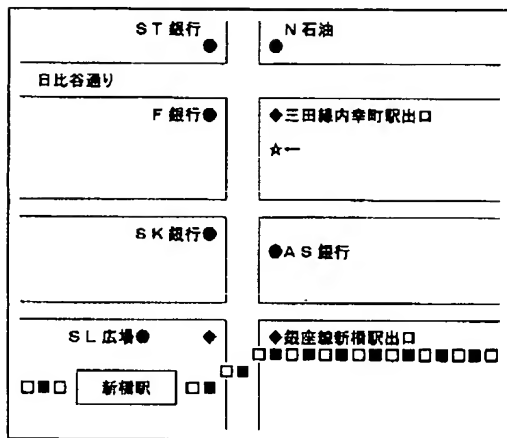 ST銀行
N石油
日比谷通り
F銀行
三田線内幸町駅出口
SK銀行
AS銀行
SL広場
銀座線新橋駅出口
新橋駅